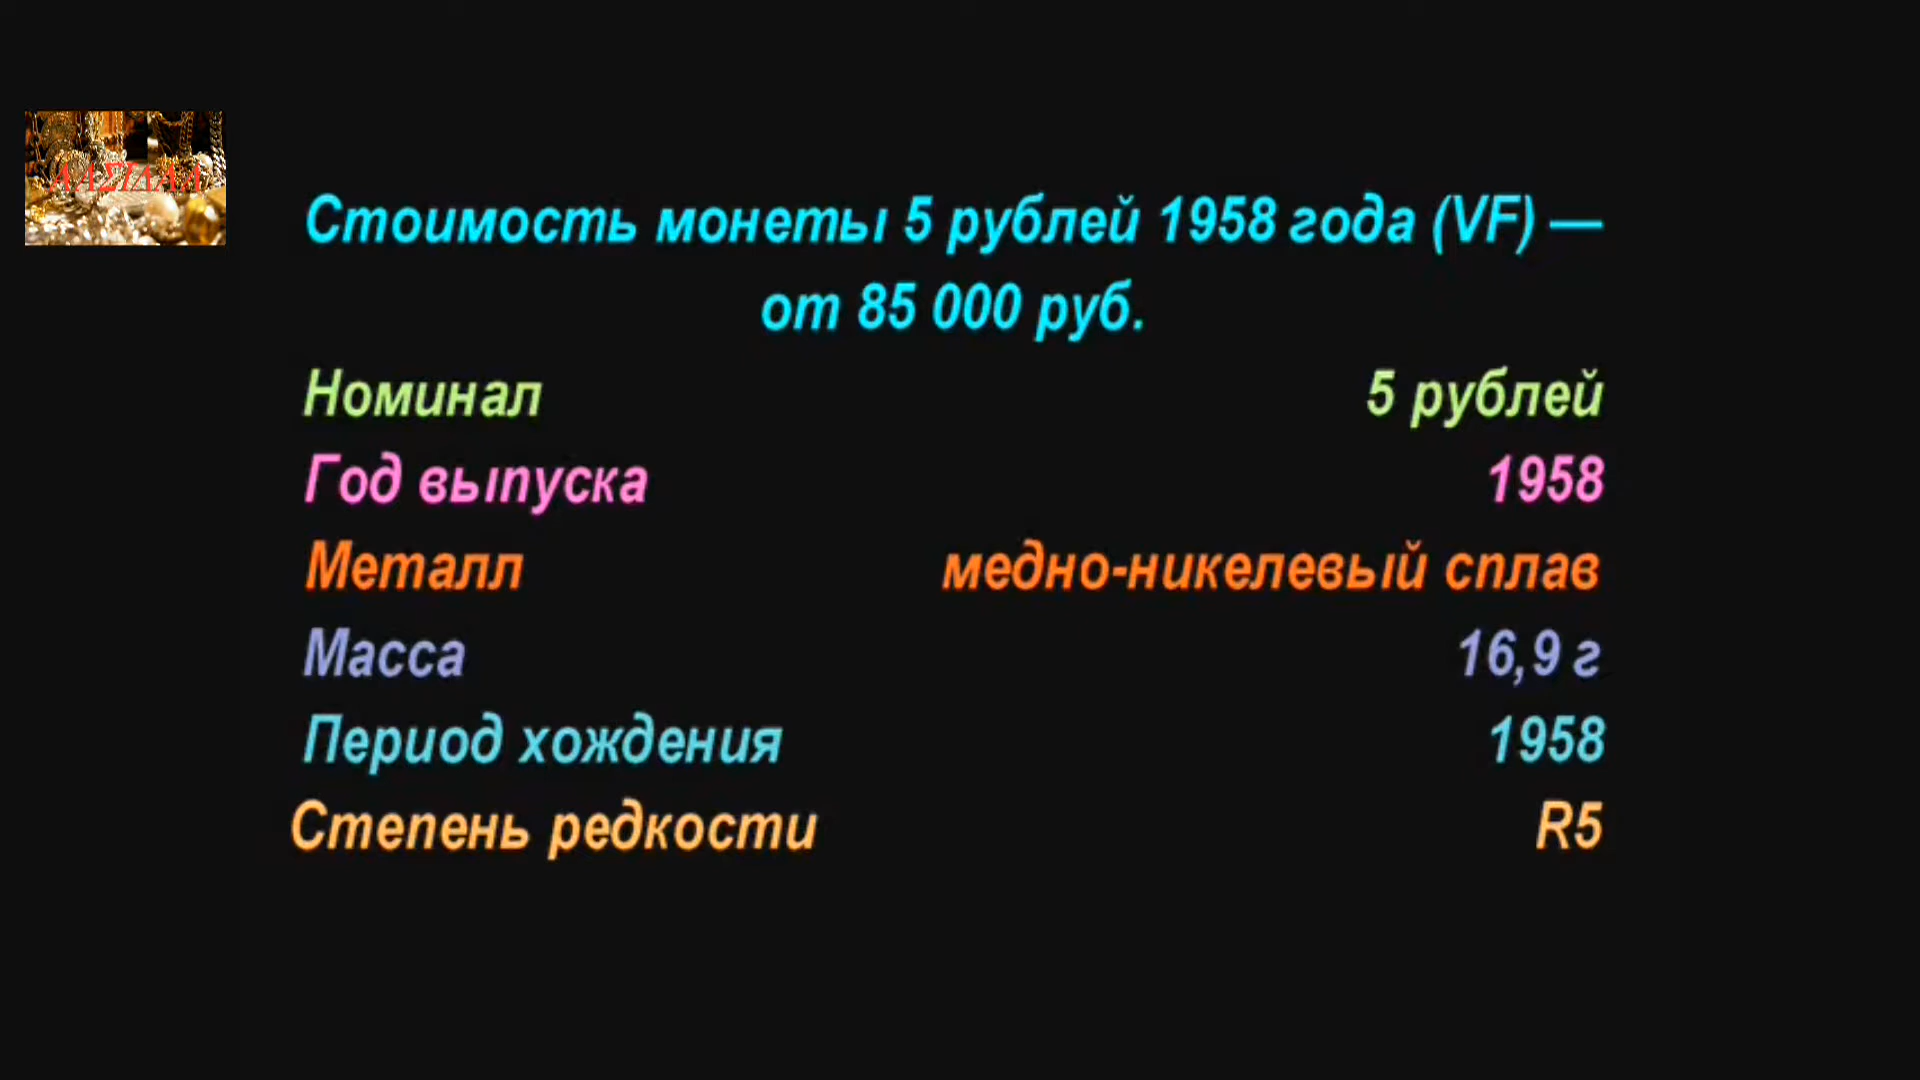 Стоимость монеты 5 рублей 1958 года (VF) —
от 85 000 руб.
Номинал 5 рублей
Год выпуска 1958
Металл медно-никелевый сплав
Масса 16,9 г
Период хождения 1958
Степень редкости R5